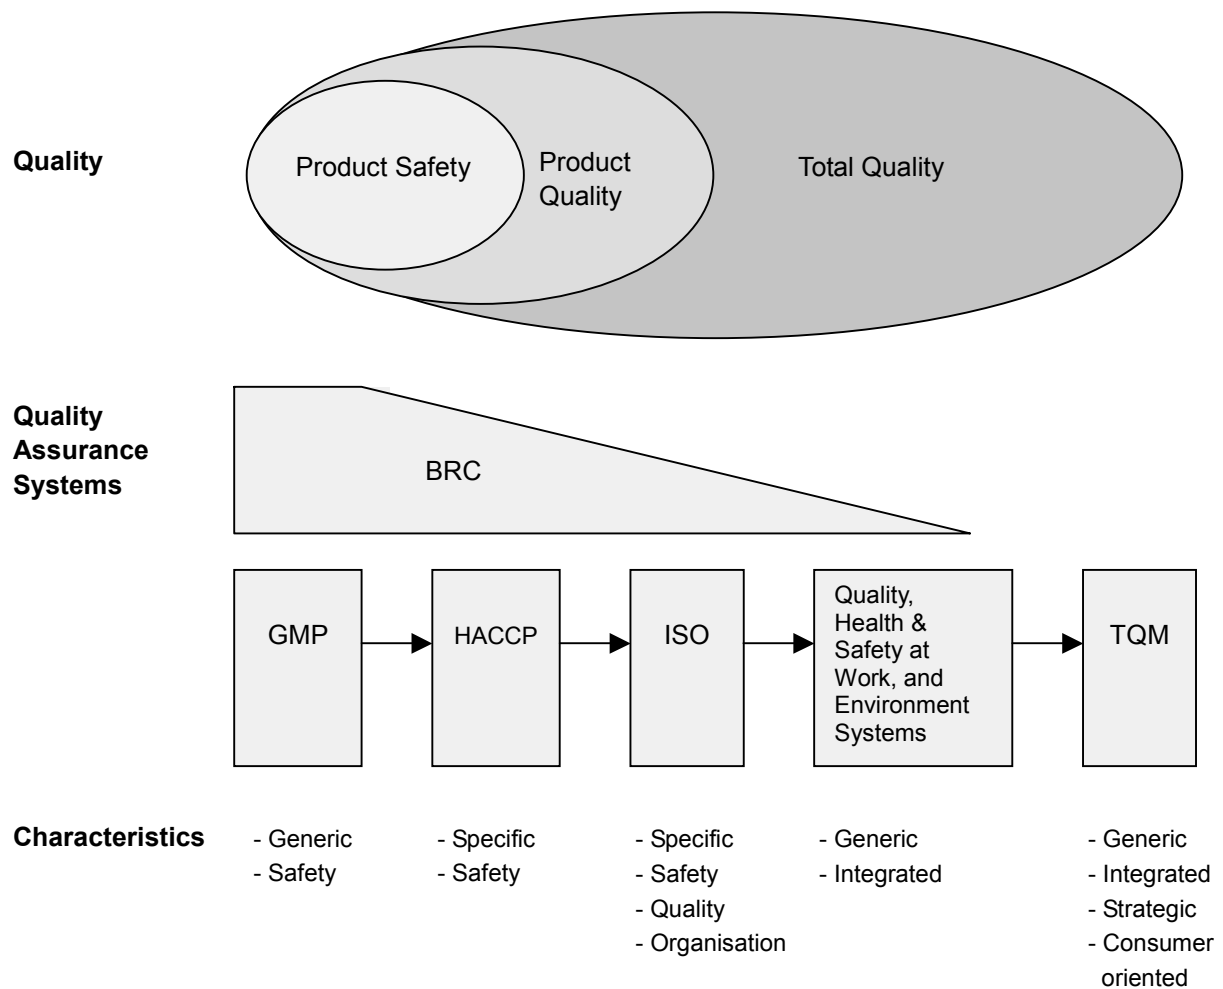 Quality
Product Safety
Product
Quality
Total Quality
Quality
Assurance
Systems
BRC
GMP
HACCP
ISO
Quality,
Health &
Safety at
Work, and
Environment
Systems
TQM
Characteristics
- Generic
- Safety
- Specific
- Safety
- Specific
- Safety
- Quality
- Organisation
- Generic
- Integrated
- Generic
- Integrated
- Strategic
- Consumer
oriented